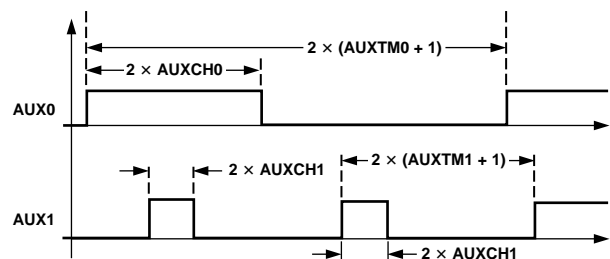 2 × (AUXTM0 + 1)
2 × AUXCH0
AUX0
2 × AUXCH1
2 × (AUXTM1 + 1)
AUX1
2 × AUXCH1